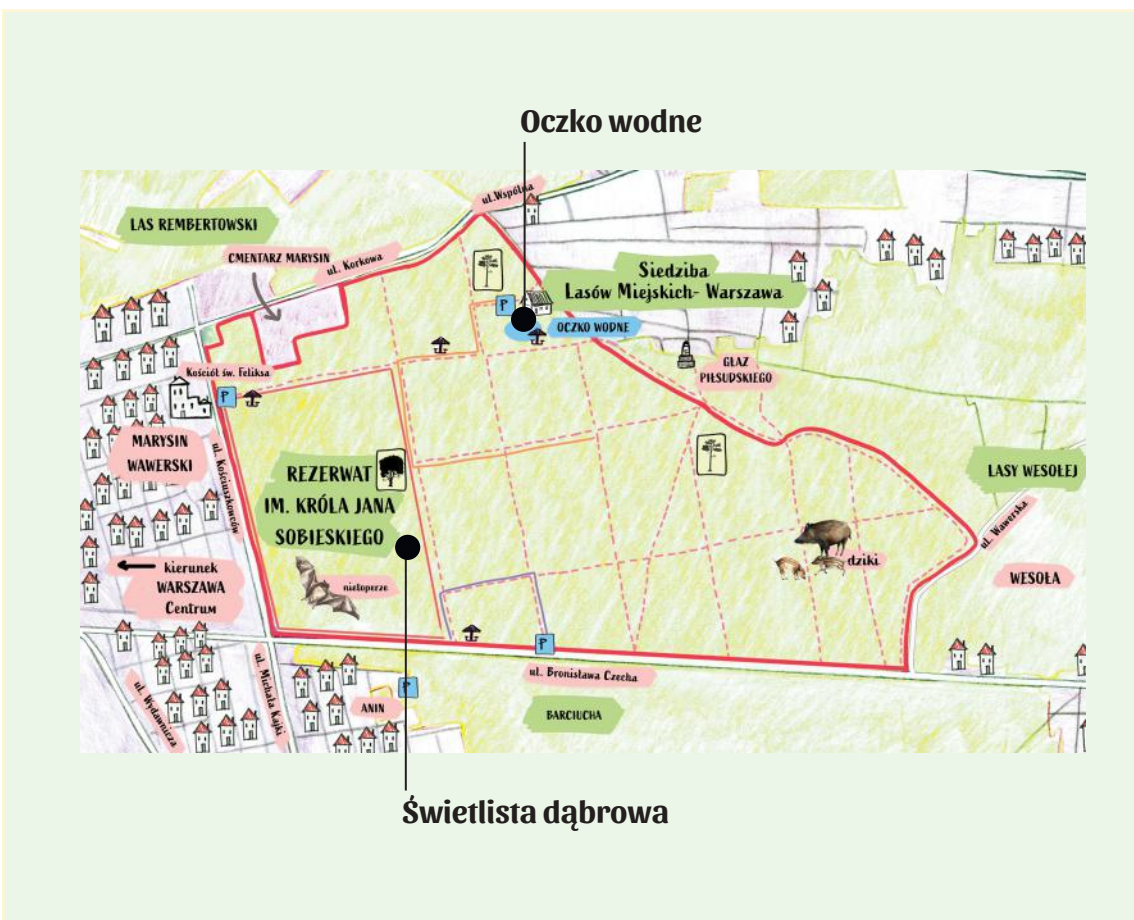 Oczko wodne
ul. Wspólna
LAS REMBERTOWSKI
CMENTARZ MARYSIN
ul. Korkowa
Siedziba
Lasów Miejskich- Warszawa
P
OCZKO WODNE
GŁAZ
PIŁSUDSKIEGO
Kościół św. Feliksa
P
MARYSIN
WAWERSKI
ul. Kościuszkowców
REZERWAT
IM. KRÓLA JANA
SOBIESKIEGO
LASY WESOŁEJ
ul. Wawerska
kierunek
WARSZAWA
Centrum
nietoperze
dziki
WESOŁA
P
ul. Bronisława Czecha
ul. Wydawnicza
ul. Michała Kajki
P
ANIN
BARCIUCHA
Świetlista dąbrowa